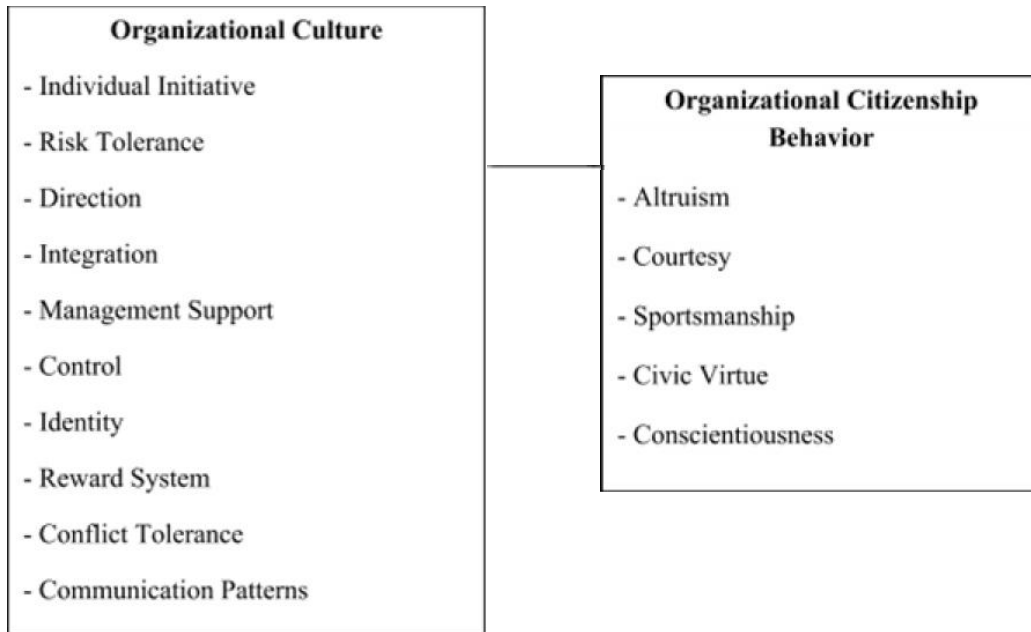 Organizational Culture
- Individual Initiative
- Risk Tolerance
- Direction
- Integration
- Management Support
- Control
- Identity
- Reward System
- Conflict Tolerance
- Communication Patterns
Organizational Citizenship
Behavior
- Altruism
- Courtesy
- Sportsmanship
- Civic Virtue
- Conscientiousness